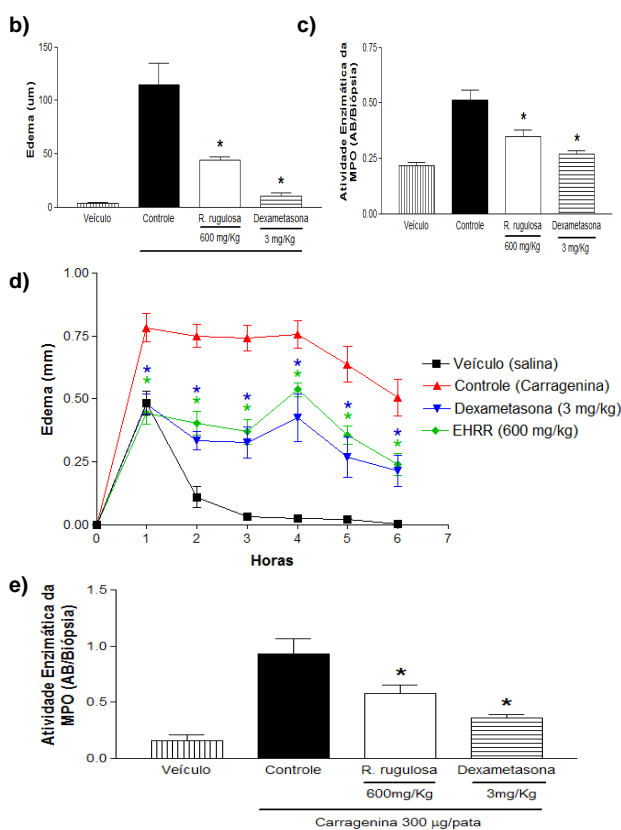 b)
Edema (um)
150
100
50
0
*
*
Veículo
Controle
R. rugulosa
Dexametasona
600 mg/Kg
3 mg/Kg
c)
Atividade Enzimática da
MPO (AB/Biópsia)
0.75
0.50
0.25
0.00
*
*
Veículo
Controle
R. rugulosa
Dexametasona
600 mg/Kg
3 mg/Kg
d)
Edema (mm)
1.00
0.75
0.50
0.25
0.00
* * * * * *
* * * * * *
0 1 2 3 4 5 6 7
Horas
Veículo (salina)
Controle (Carragenina)
Dexametasona (3 mg/kg)
EHRR (600 mg/kg)
e)
Atividade Enzimática da
MPO (AB/Biópsia)
1.5
1.0
0.5
0.0
*
*
Veículo Controle R. rugulosa Dexametasona
600mg/Kg 3mg/Kg
Carragenina 300 μg/pata